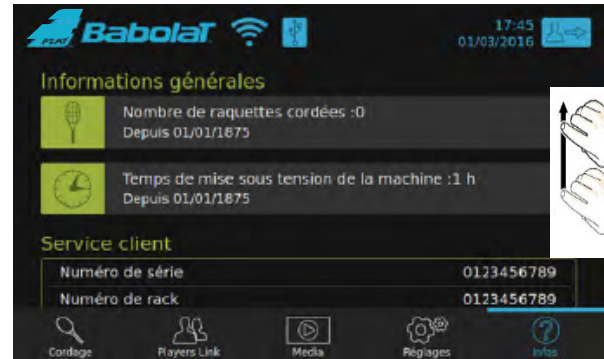 BabolaT
17:45
01/03/2016
Informations générales
Nombre de raquettes cordées :0
Depuis 01/01/1875
Temps de mise sous tension de la machine :1 h
Depuis 01/01/1875
Service client
Numéro de série 0123456789
Numéro de rack 0123456789
Cordage Players Link Media Réglages Infos